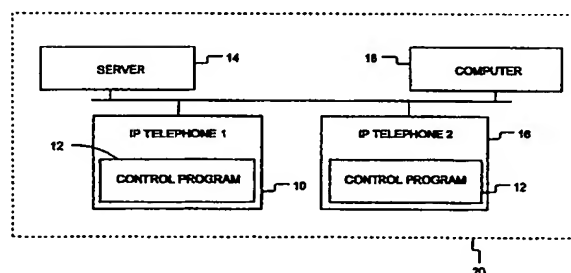 SERVER
14
18
COMPUTER
IP TELEPHONE 1
IP TELEPHONE 2
16
12
CONTROL PROGRAM
10
CONTROL PROGRAM
12
20